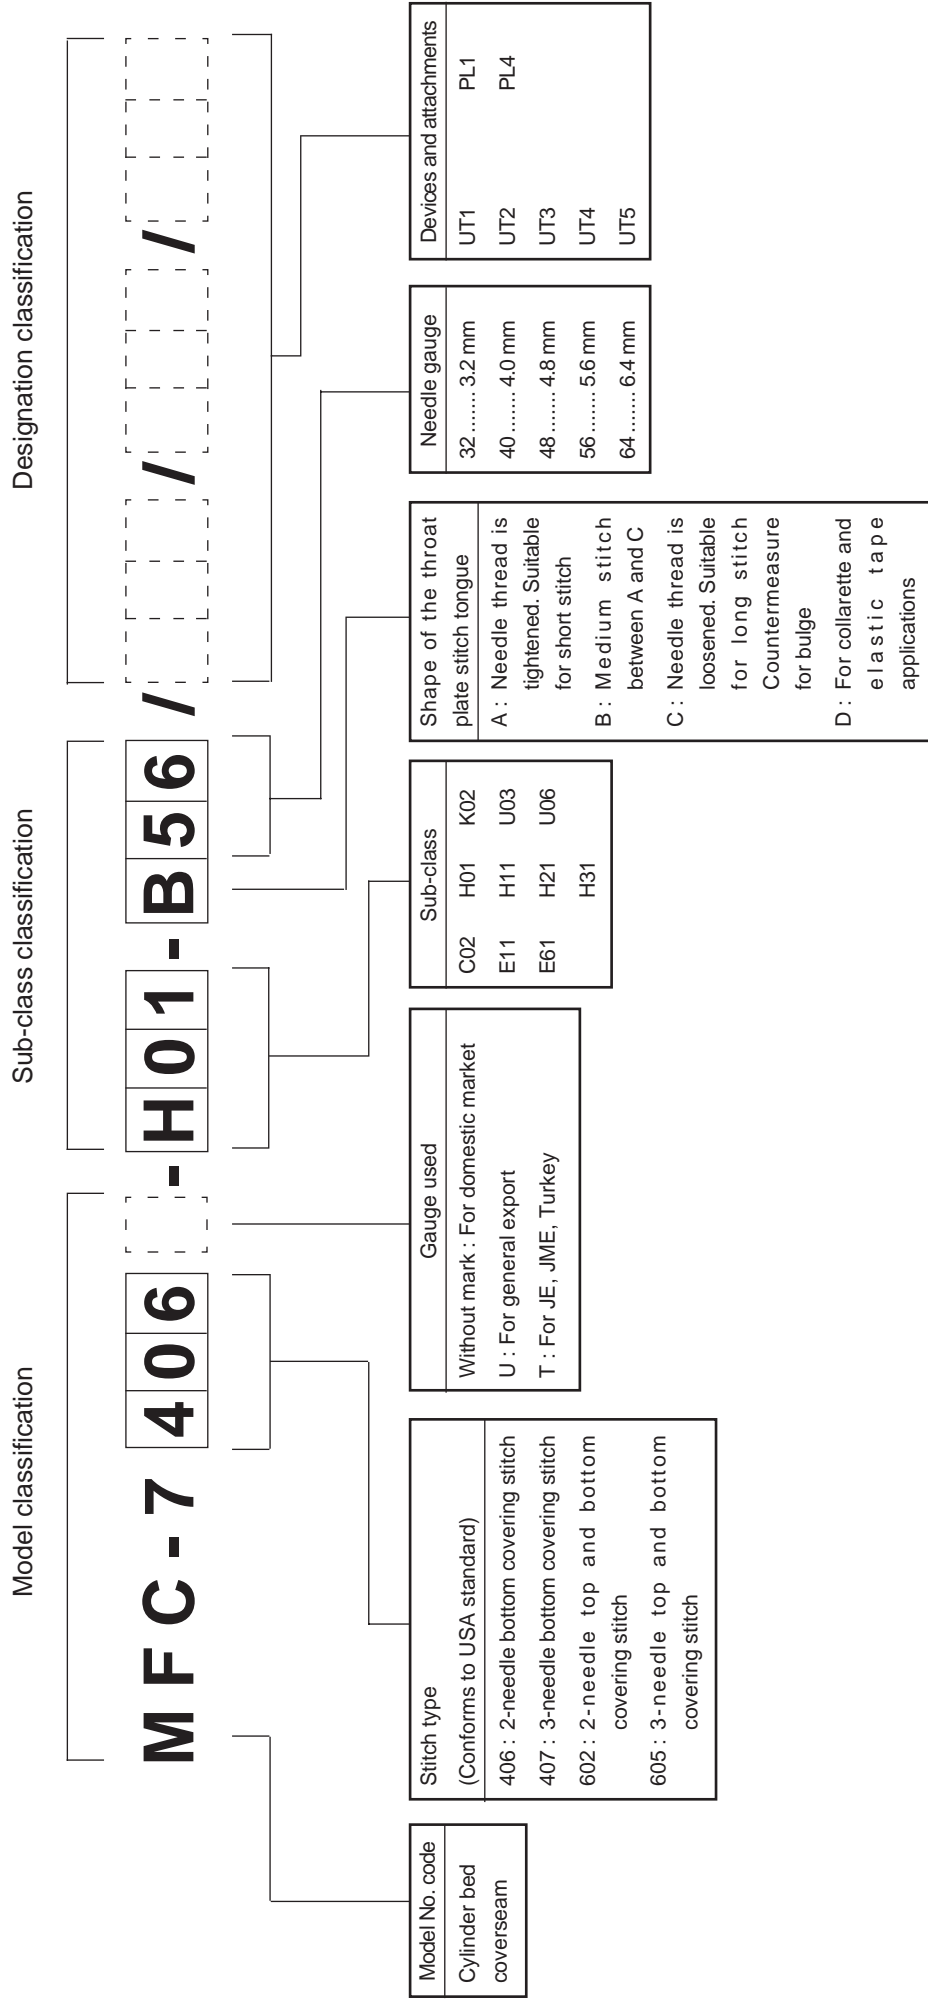 Model classification
Sub-class classification
Designation classification
MFC-7406 -H01-B56/ / /
Model No. code
Cylinder bed
coverseam
Stitch type
(Conforms to USA standard)
406 : 2-needle bottom covering stitch
407 : 3-needle bottom covering stitch
602 : 2-needle top and bottom
covering stitch
605 : 3-needle top and bottom
covering stitch
Gauge used
Without mark : For domestic market
U : For general export
T : For JE, JME, Turkey
Sub-class
C02 H01 K02
E11 H11 U03
E61 H21 U06
H31
Shape of the throat
plate stitch tongue
A : Needle thread is
tightened. Suitable
for short stitch
B : Medium stitch
between A and C
C : Needle thread is
loosened. Suitable
for long stitch
Countermeasure
for bulge
D : For collarette and
elastic tape
applications
Needle gauge
32 ....... 3.2 mm
40 ....... 4.0 mm
48 ....... 4.8 mm
56 ....... 5.6 mm
64 ....... 6.4 mm
Devices and attachments
UT1 PL1
UT2 PL4
UT3
UT4
UT5